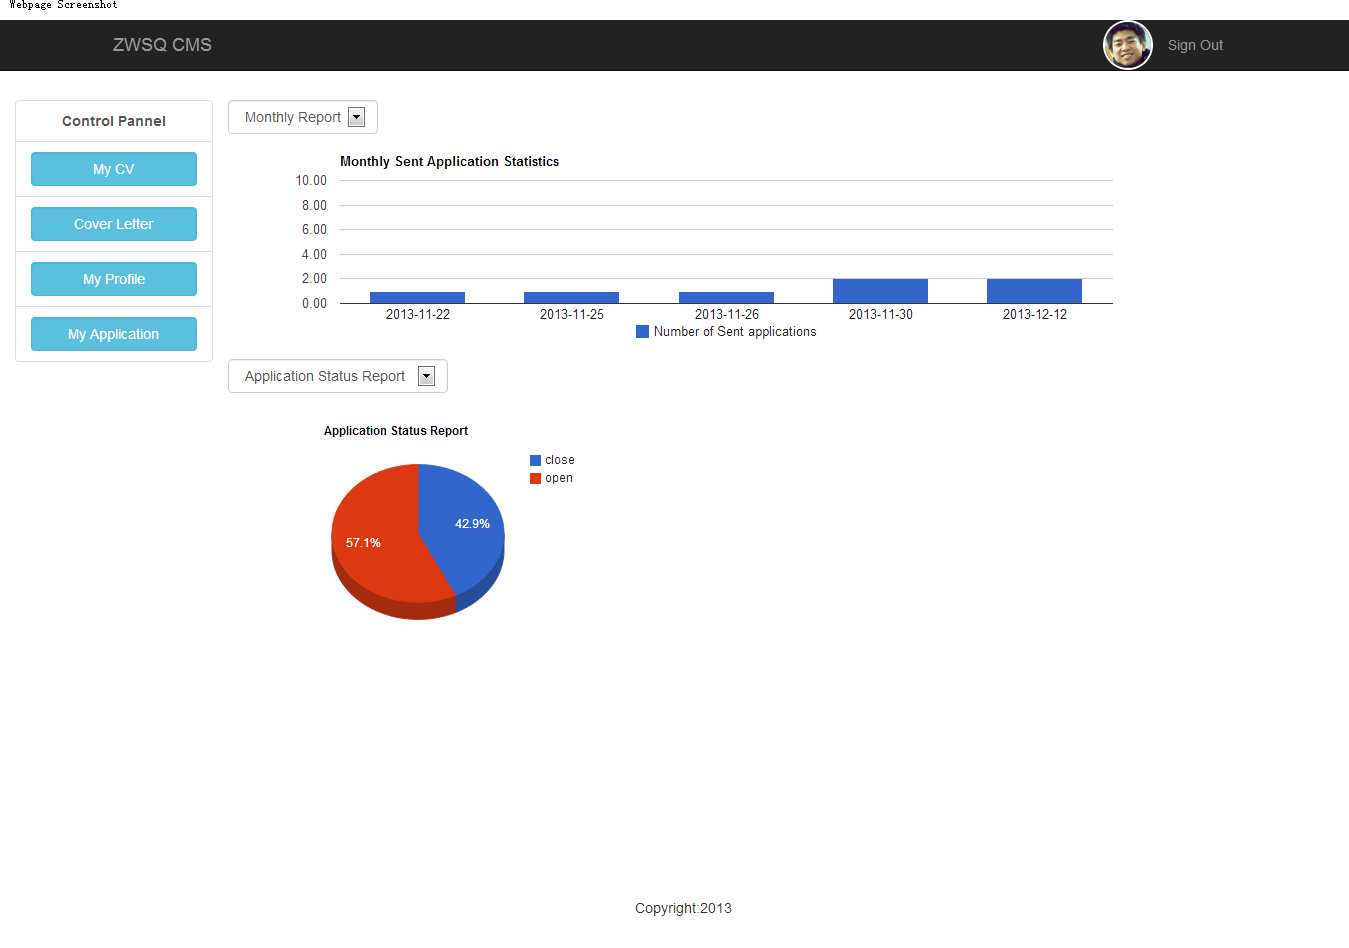 Webpage Screenshot
ZWSQ CMS
Sign Out
Control Pannel
My CV
Cover Letter
My Profile
My Application
Monthly Report
Monthly Sent Application Statistics
10.00
8.00
6.00
4.00
2.00
0.00
2013-11-22 2013-11-25 2013-11-26 2013-11-30 2013-12-12
Number of Sent applications
Application Status Report
Application Status Report
close
open
42.9%
57.1%
Copyright:2013